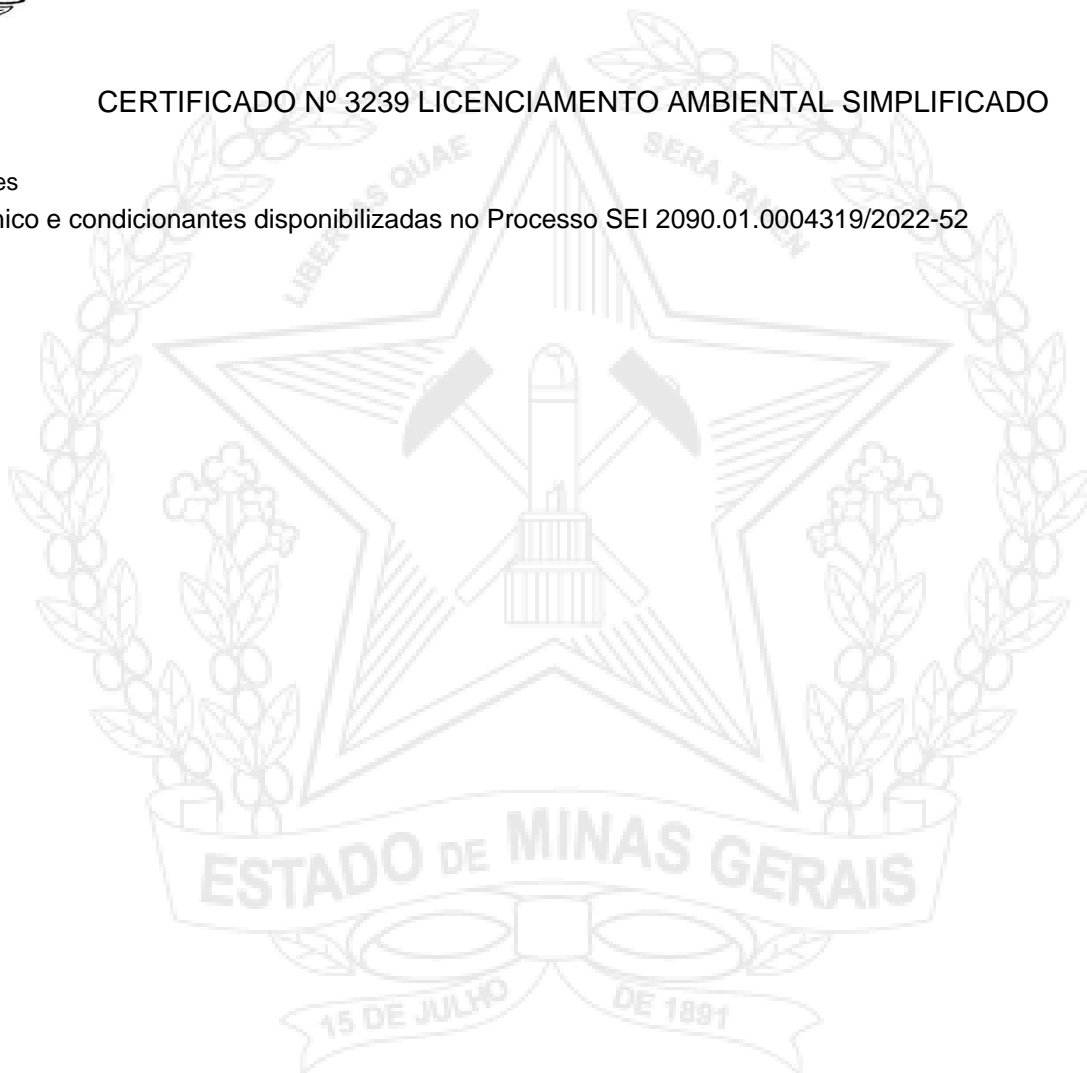 CERTIFICADO Nº 3239 LICENCIAMENTO AMBIENTAL SIMPLIFICADO
es
nico e condicionantes disponibilizadas no Processo SEI 2090.01.0004319/2022-52
LIBERTAS QUAE SERA TAMEN
ESTADO DE MINAS GERAIS
15 DE JULHO DE 1891